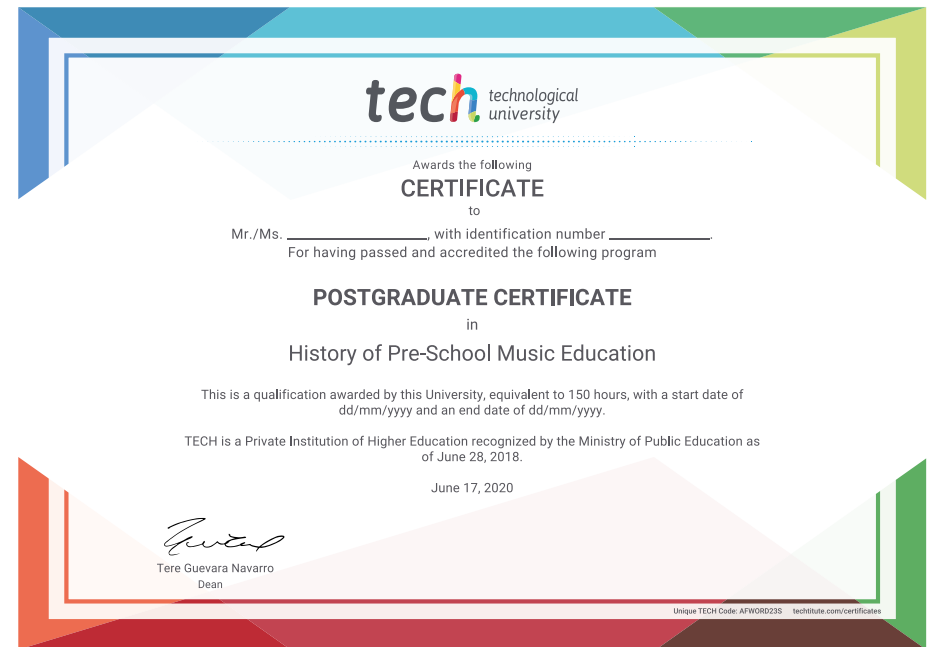 tech technological
university
Awards the following
CERTIFICATE
to
Mr./Ms. ____________________, with identification number ______________.
For having passed and accredited the following program
POSTGRADUATE CERTIFICATE
in
History of Pre-School Music Education
This is a qualification awarded by this University, equivalent to 150 hours, with a start date of
dd/mm/yyyy and an end date of dd/mm/yyyy.
TECH is a Private Institution of Higher Education recognized by the Ministry of Public Education as
of June 28, 2018.
June 17, 2020
Tere Guevara Navarro
Dean
Unique TECH Code: AFWORD23S techtitute.com/certificates